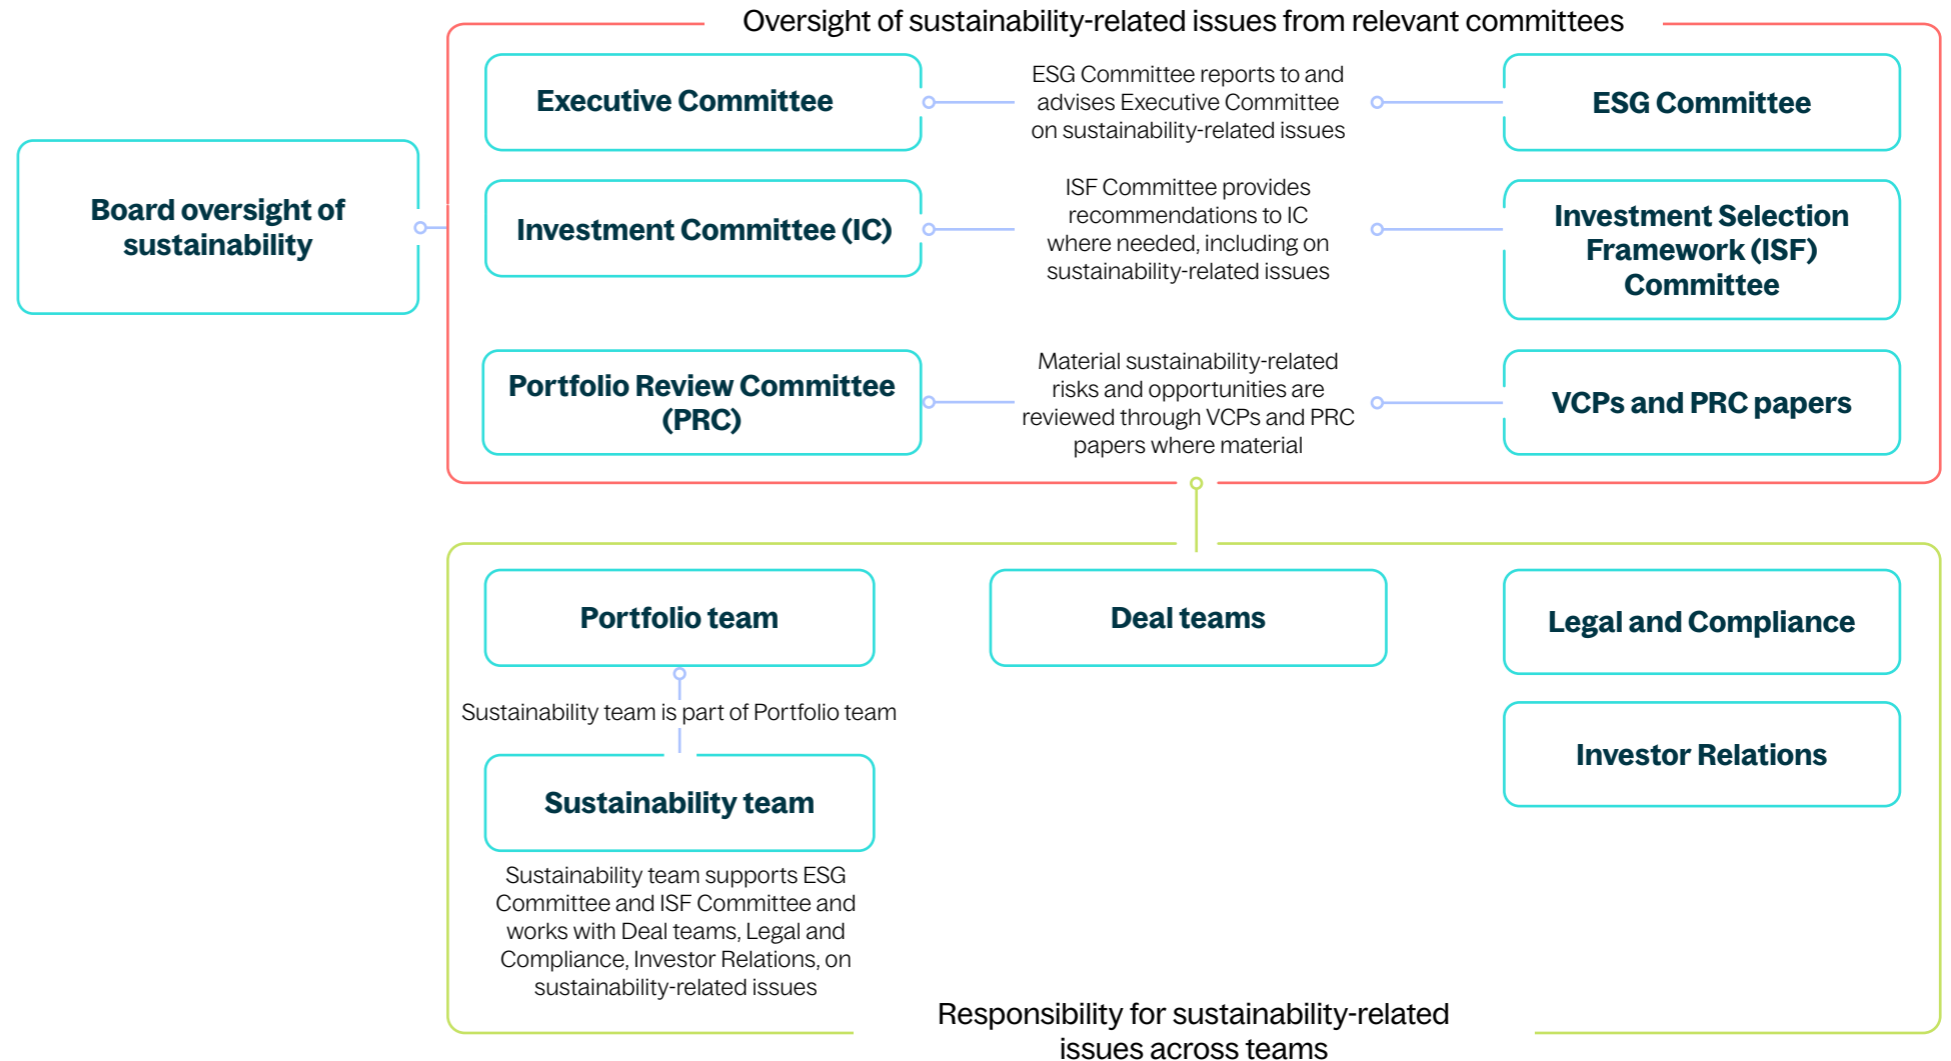 Oversight of sustainability-related issues from relevant committees
Board oversight of
sustainability
Executive Committee
ESG Committee reports to and
advises Executive Committee
on sustainability-related issues
ESG Committee
Investment Committee (IC)
ISF Committee provides
recommendations to IC
where needed, including on
sustainability-related issues
Investment Selection
Framework (ISF)
Committee
Portfolio Review Committee
(PRC)
Material sustainability-related
risks and opportunities are
reviewed through VCPs and PRC
papers where material
VCPs and PRC papers
Portfolio team
Sustainability team is part of Portfolio team
Sustainability team
Sustainability team supports ESG
Committee and ISF Committee and
works with Deal teams, Legal and
Compliance, Investor Relations, on
sustainability-related issues
Deal teams
Legal and Compliance
Investor Relations
Responsibility for sustainability-related
issues across teams